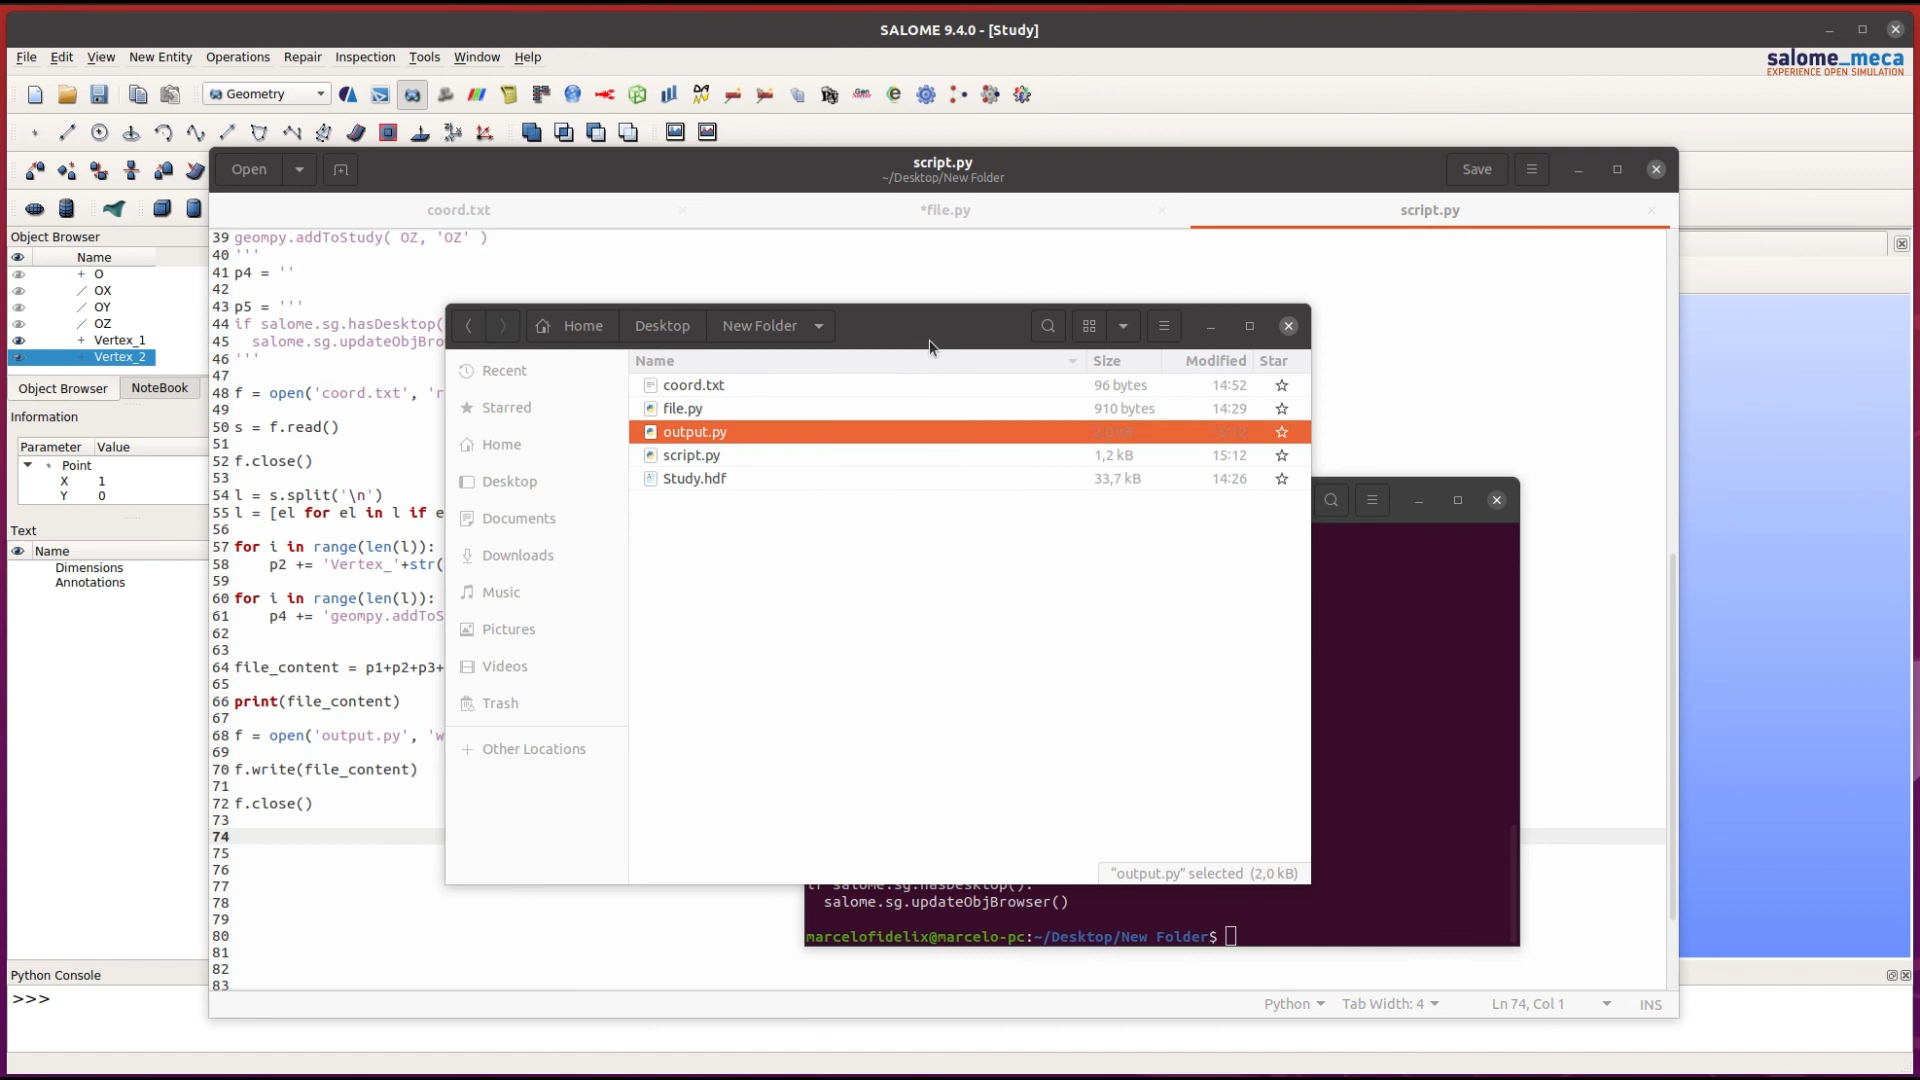 SALOME 9.4.0 - [Study]
File Edit View New Entity Operations Repair Inspection Tools Window Help
salome_meca
EXPERIENCE OPEN SIMULATION
Geometry
Open
script.py
~/Desktop/New Folder
Save
coord.txt
*file.py
script.py
Object Browser
Name
O
OX
OY
OZ
Vertex_1
Vertex_2
Object Browser NoteBook
Information
Parameter Value
Point
X 1
Y 0
Text
Name
Dimensions
Annotations
39 geompy.addToStudy( OZ, 'OZ' )
40 '''
41 p4 = ''
42
43 p5 = '''
44 if salome.sg.hasDesktop(
45   salome.sg.updateObjBro
46 '''
47
48 f = open('coord.txt', 'r
49
50 s = f.read()
51
52 f.close()
53
54 l = s.split('\n')
55 l = [el for el in l if e
56
57 for i in range(len(l)):
58     p2 += 'Vertex_'+str(
59
60 for i in range(len(l)):
61     p4 += 'geompy.addToS
62
63
64 file_content = p1+p2+p3+
65
66 print(file_content)
67
68 f = open('output.py', 'w
69
70 f.write(file_content)
71
72 f.close()
73
74
75
76
77
78
79
80
81
82
83
Home Desktop New Folder
Recent
Starred
Home
Desktop
Documents
Downloads
Music
Pictures
Videos
Trash
Other Locations
Name Size Modified Star
coord.txt 96 bytes 14:52
file.py 910 bytes 14:29
output.py
script.py 1,2 kB 15:12
Study.hdf 33,7 kB 14:26
"output.py" selected (2,0 kB)
if salome.sg.hasDesktop():
  salome.sg.updateObjBrowser()
marcelofidelix@marcelo-pc:~/Desktop/New Folder$
Python Console
>>>
Python Tab Width: 4 Ln 74, Col 1 INS